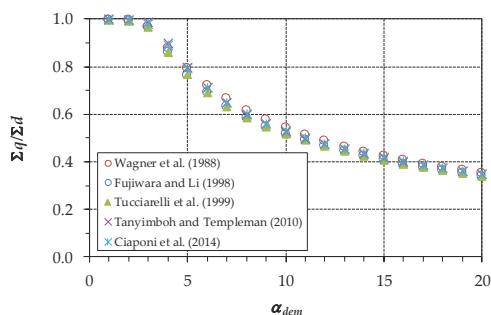 1.0
0.8
0.6
0.4
0.2
0.0
Σq/Σd
Wagner et al. (1988)
Fujiwara and Li (1998)
Tucciarelli et al. (1999)
Tanyimboh and Templeman (2010)
Ciaponi et al. (2014)
0 5 10 15 20
α dem